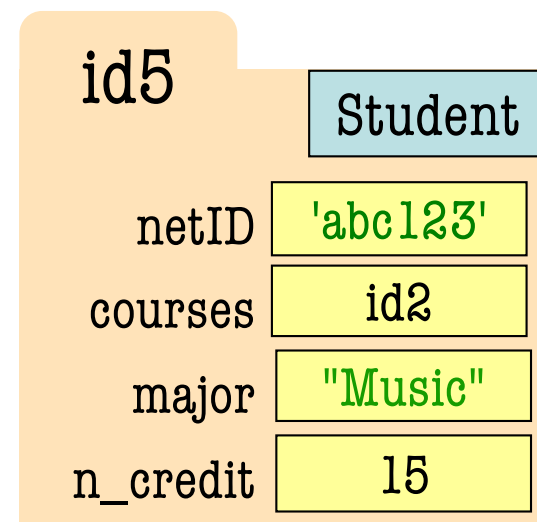 id5
Student
netID 'abc123'
courses id2
major "Music"
n_credit 15